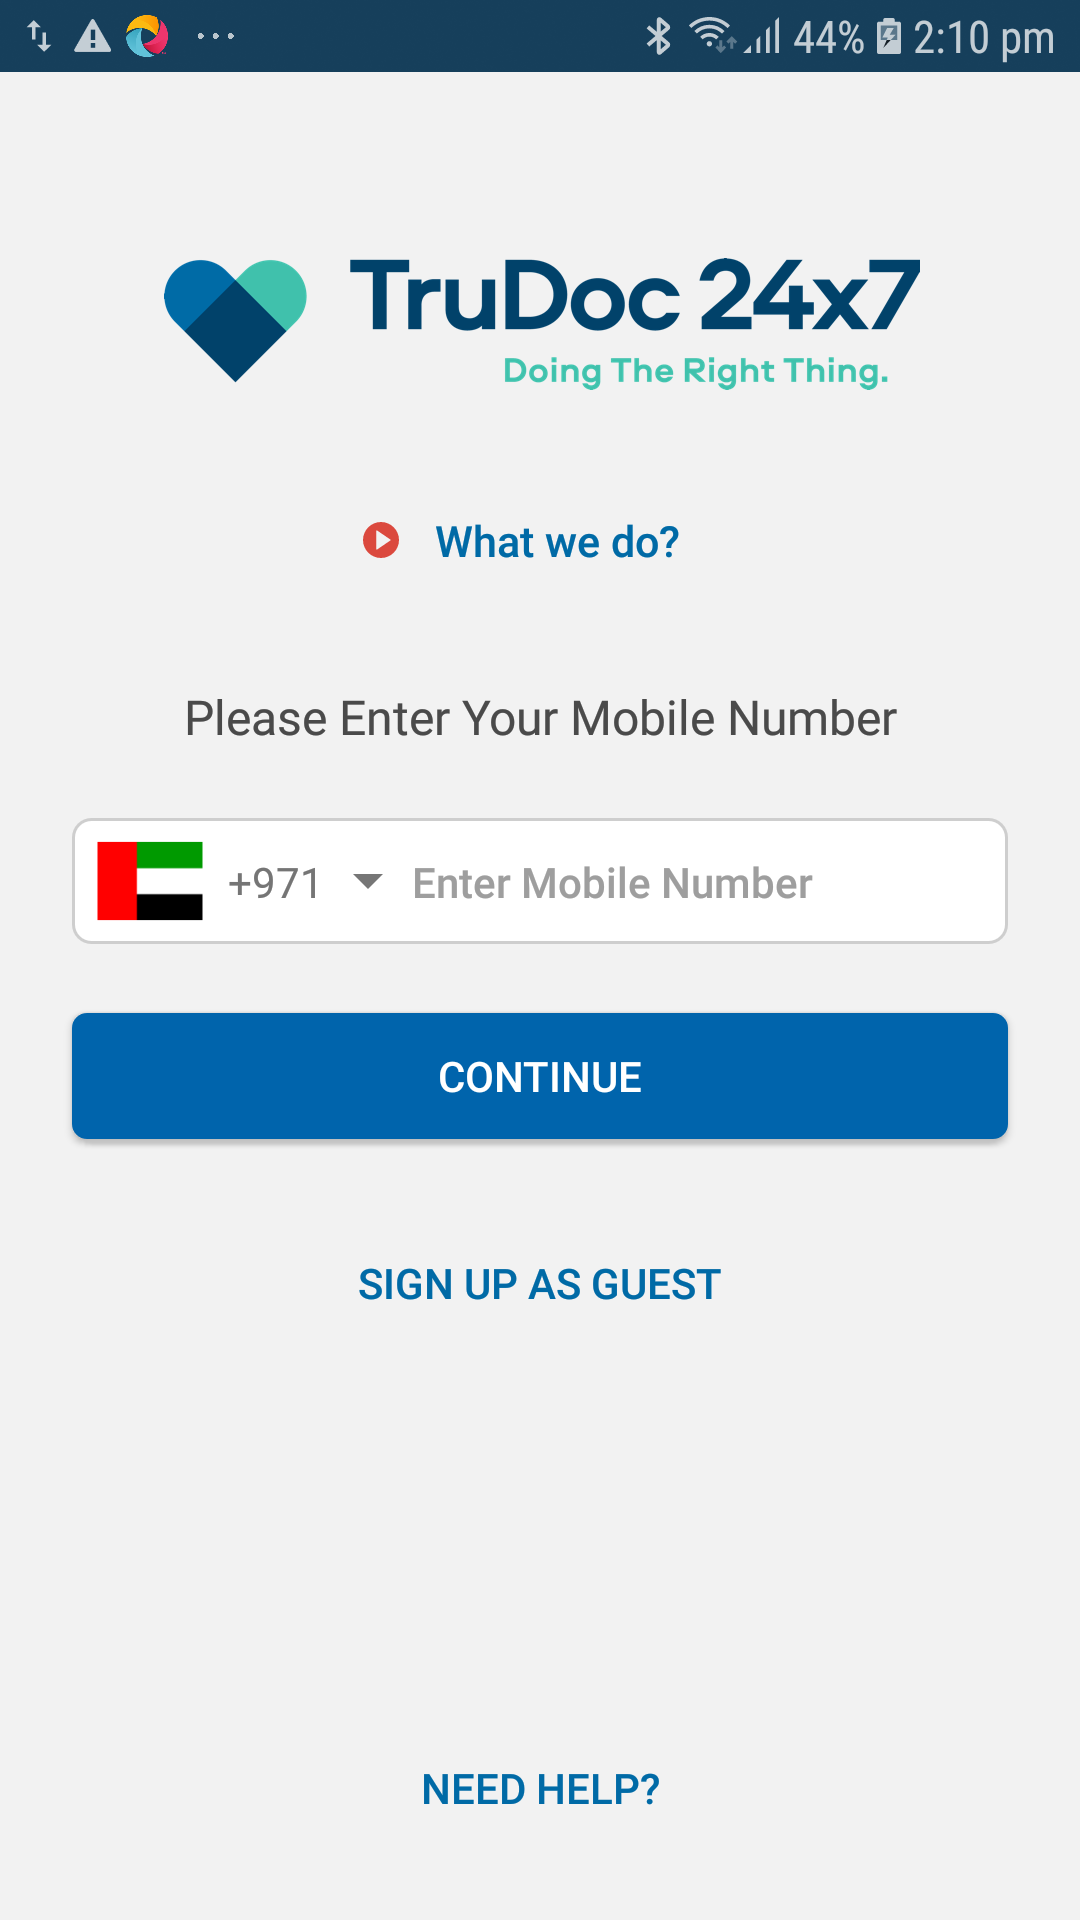 44% 2:10 pm
TruDoc 24x7
Doing The Right Thing.
What we do?
Please Enter Your Mobile Number
+971 Enter Mobile Number
CONTINUE
SIGN UP AS GUEST
NEED HELP?